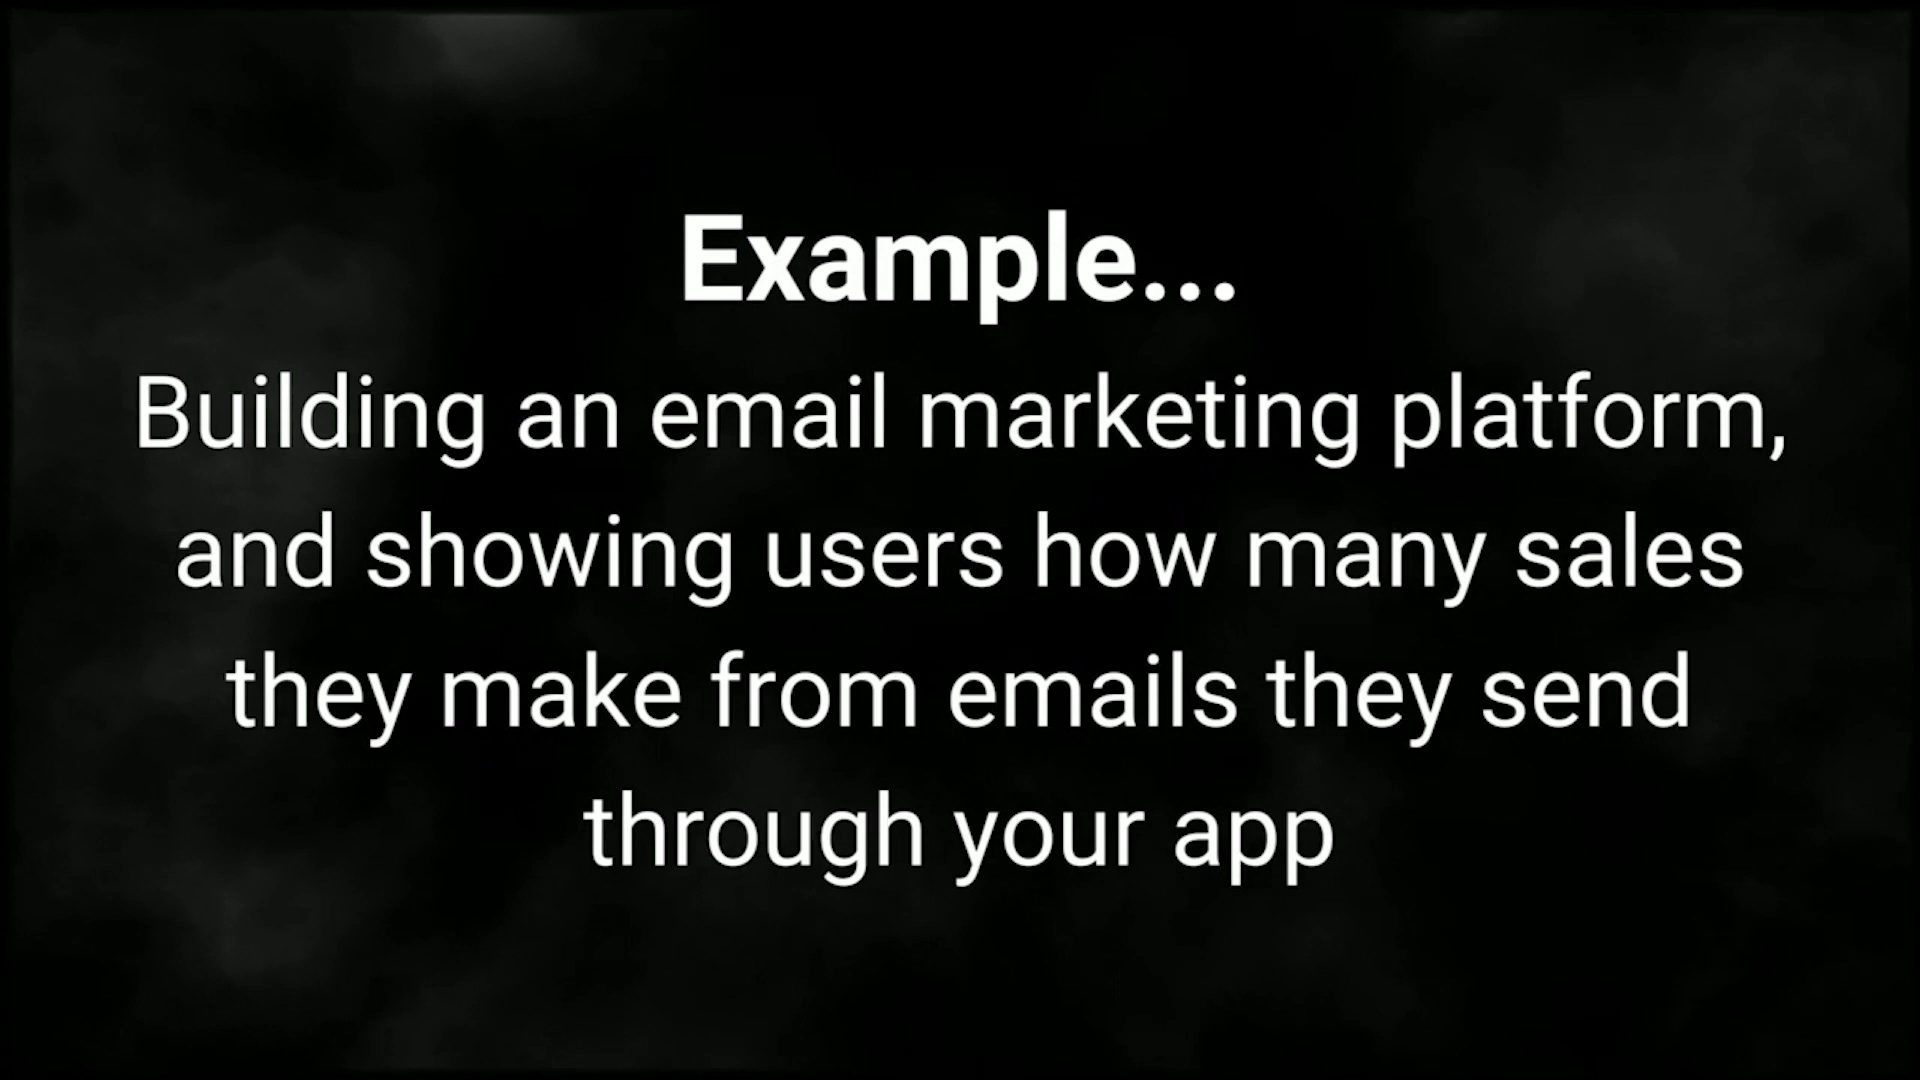 Example...
Building an email marketing platform,
and showing users how many sales
they make from emails they send
through your app